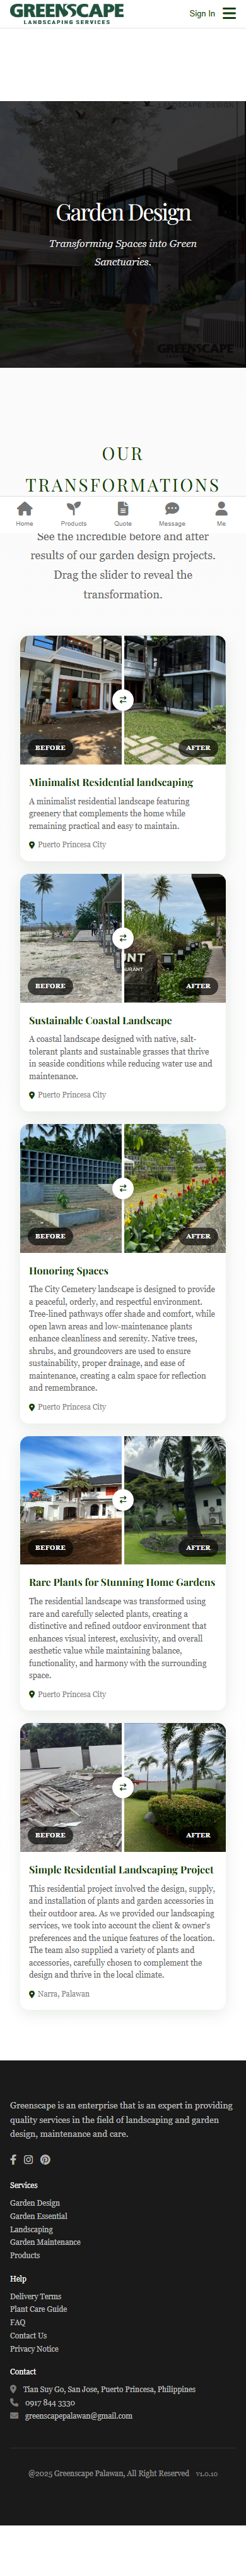 GREENSCAPE
LANDSCAPING SERVICES
Sign In
Garden Design
Transforming Spaces into Green
Sanctuaries.
GREENSCAPE
OUR
TRANSFORMATIONS
Home
Products
Quote
Message
Me
See the incredible before and after
results of our garden design projects.
Drag the slider to reveal the
transformation.
BEFORE
AFTER
Minimalist Residential landscaping
A minimalist residential landscape featuring
greenery that complements the home while
remaining practical and easy to maintain.
Puerto Princesa City
BEFORE
AFTER
Sustainable Coastal Landscape
A coastal landscape designed with native, salt-
tolerant plants and sustainable grasses that thrive
in seaside conditions while reducing water use and
maintenance.
Puerto Princesa City
BEFORE
AFTER
Honoring Spaces
The City Cemetery landscape is designed to provide
a peaceful, orderly, and respectful environment.
Tree-lined pathways offer shade and comfort, while
open lawn areas and low-maintenance plants
enhance cleanliness and serenity. Native trees,
shrubs, and groundcovers are used to ensure
sustainability, proper drainage, and ease of
maintenance, creating a calm space for reflection
and remembrance.
Puerto Princesa City
BEFORE
AFTER
Rare Plants for Stunning Home Gardens
The residential landscape was transformed using
rare and carefully selected plants, creating a
distinctive and refined outdoor environment that
enhances visual interest, exclusivity, and overall
aesthetic value while maintaining balance,
functionality, and harmony with the surrounding
space.
Puerto Princesa City
BEFORE
AFTER
Simple Residential Landscaping Project
This residential project involved the design, supply,
and installation of plants and garden accessories in
their outdoor area. As we provided our landscaping
services, we took into account the client & owner's
preferences and the unique features of the location.
The team also supplied a variety of plants and
accessories, carefully chosen to complement the
design and thrive in the local climate.
Narra, Palawan
Greenscape is an enterprise that is an expert in providing
quality services in the field of landscaping and garden
design, maintenance and care.
Services
Garden Design
Garden Essential
Landscaping
Garden Maintenance
Products
Help
Delivery Terms
Plant Care Guide
FAQ
Contact Us
Privacy Notice
Contact
Tian Suy Go, San Jose, Puerto Princesa, Philippines
0917 844 3330
greenscapepalawan@gmail.com
@2025 Greenscape Palawan, All Right Reserved v1.0.10